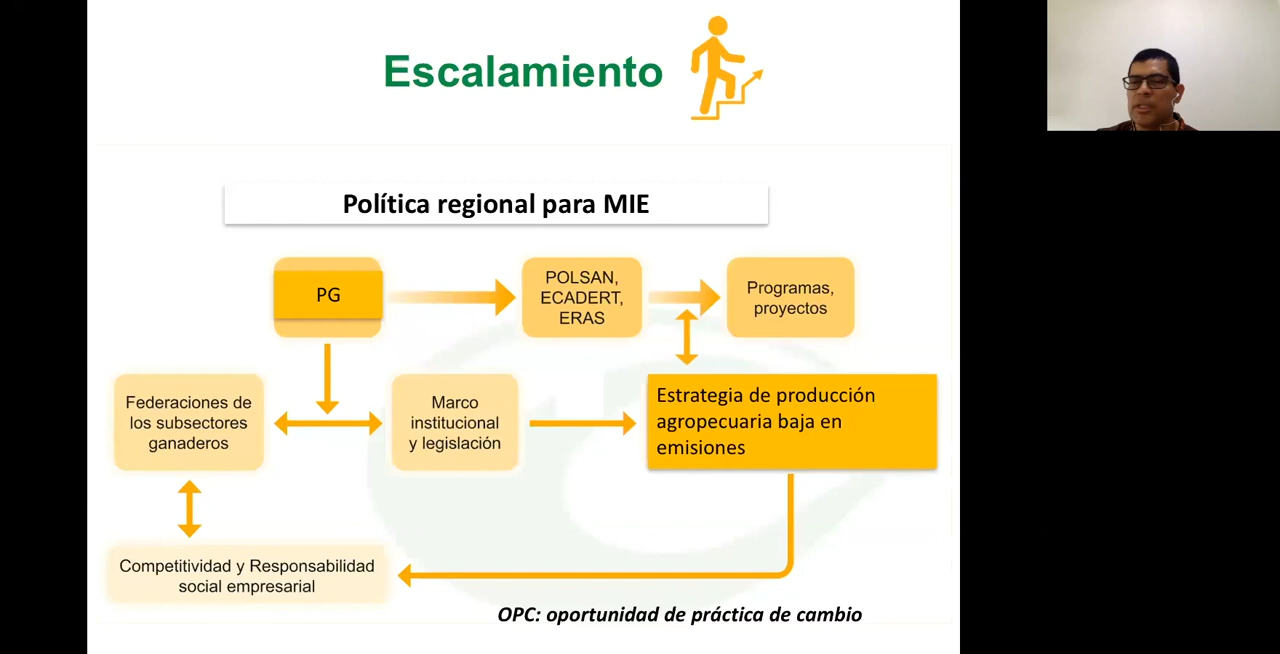 Escalamiento
Política regional para MIE
PG
POLSAN,
ECADERT,
ERAS
Programas,
proyectos
Federaciones de
los subsectores
ganaderos
Marco
institucional
y legislación
Estrategia de producción
agropecuaria baja en
emisiones
Competitividad y Responsabilidad
social empresarial
OPC: oportunidad de práctica de cambio